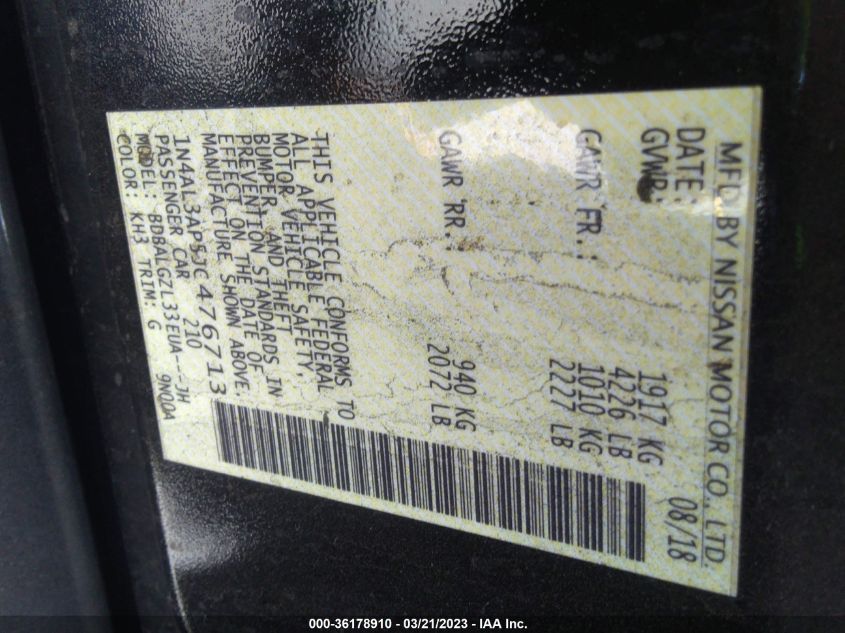 MFD BY NISSAN MOTOR CO., LTD.
DATE: 08/18
GVWR: 1917 KG
4226 LB
GAWR FR.: 1010 KG
2227 LB
GAWR RR.: 940 KG
2072 LB
THIS VEHICLE CONFORMS TO
ALL APPLICABLE FEDERAL
MOTOR VEHICLE SAFETY,
BUMPER, AND THEFT
PREVENTION STANDARDS IN
EFFECT ON THE DATE OF
MANUFACTURE SHOWN ABOVE.
1N4AL3AP5JC476713
PASSENGER CAR 210
MODEL: BDBALGZL33EUA---JH
COLOR: KH3 TRIM: G 9N00A
000-36178910 - 03/21/2023 - IAA Inc.